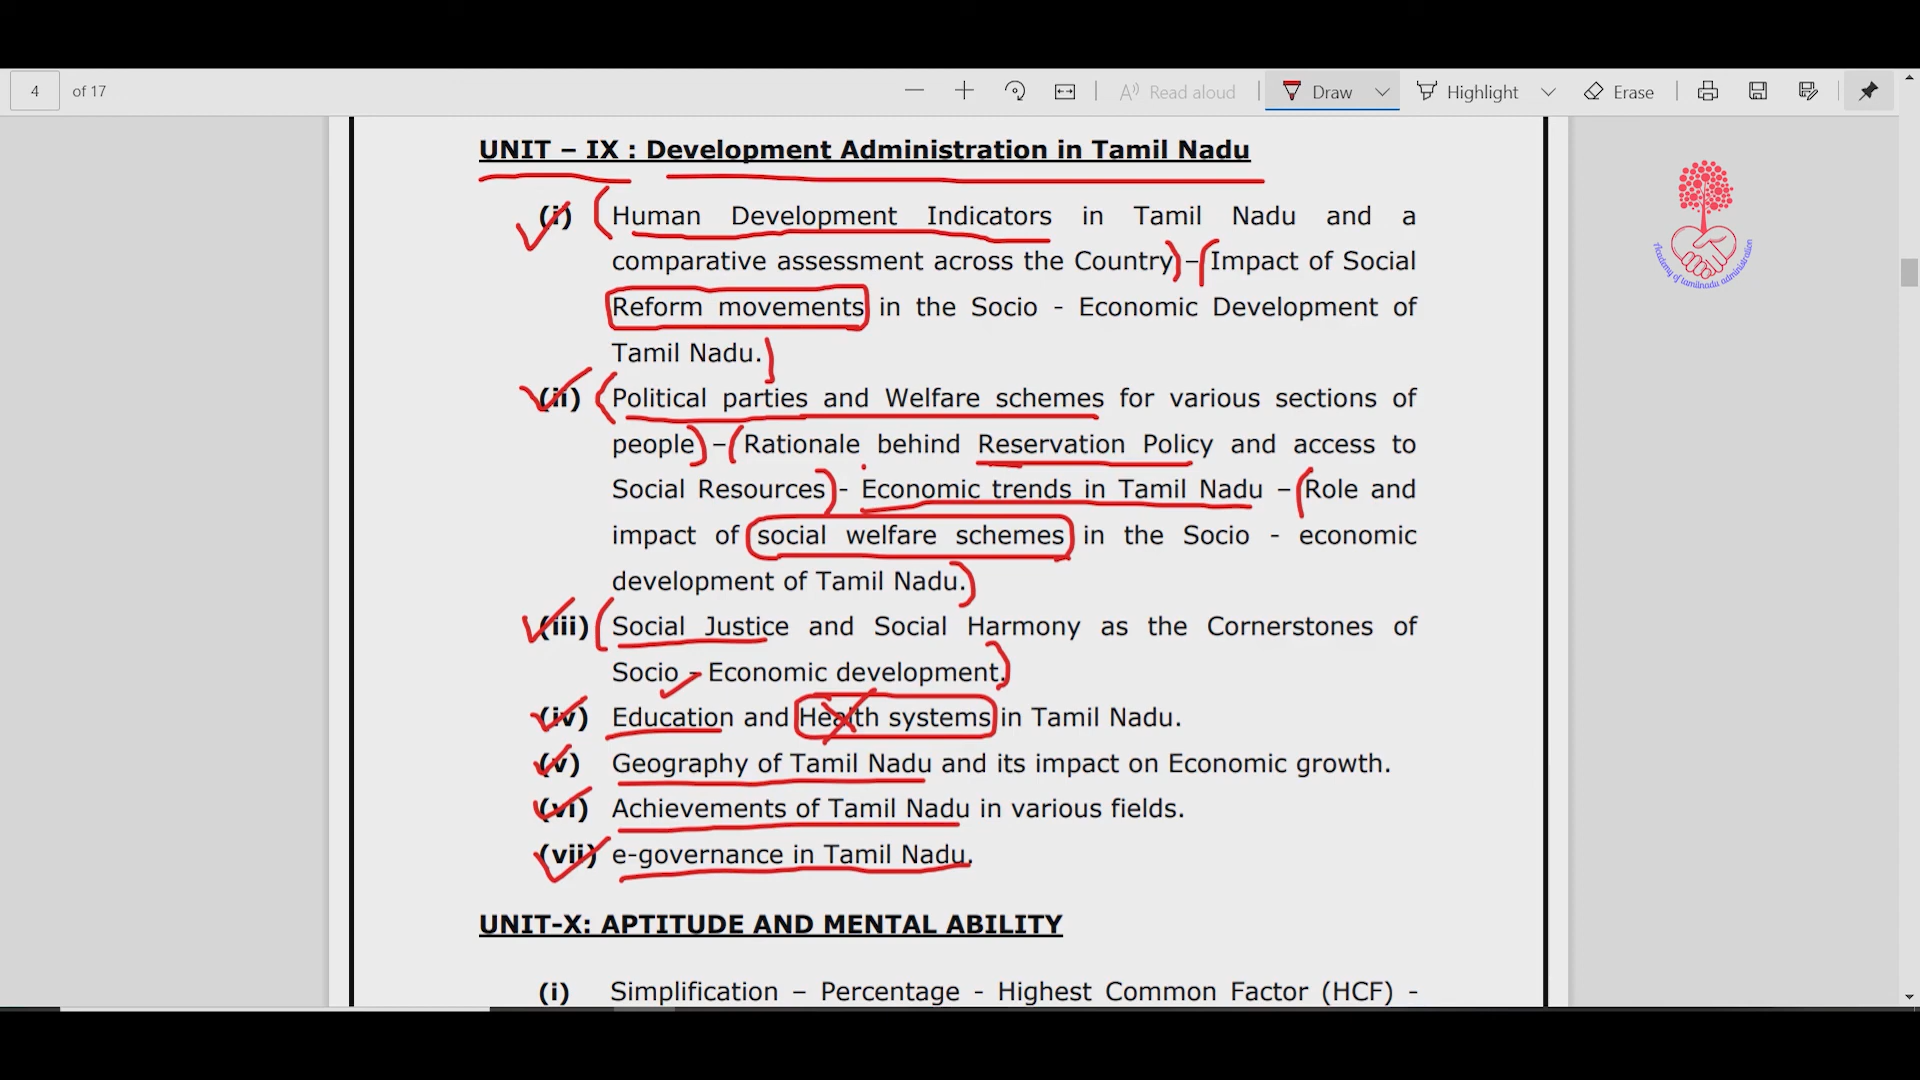 4 of 17 Read aloud Draw Highlight Erase
UNIT – IX : Development Administration in Tamil Nadu
(i) Human Development Indicators in Tamil Nadu and a
comparative assessment across the Country – Impact of Social
Reform movements in the Socio - Economic Development of
Tamil Nadu.
(ii) Political parties and Welfare schemes for various sections of
people – Rationale behind Reservation Policy and access to
Social Resources - Economic trends in Tamil Nadu – Role and
impact of social welfare schemes in the Socio - economic
development of Tamil Nadu.
(iii) Social Justice and Social Harmony as the Cornerstones of
Socio - Economic development.
(iv) Education and Health systems in Tamil Nadu.
(v) Geography of Tamil Nadu and its impact on Economic growth.
(vi) Achievements of Tamil Nadu in various fields.
(vii) e-governance in Tamil Nadu.
UNIT-X: APTITUDE AND MENTAL ABILITY
(i) Simplification – Percentage - Highest Common Factor (HCF) -
Academy of tamilnadu administration